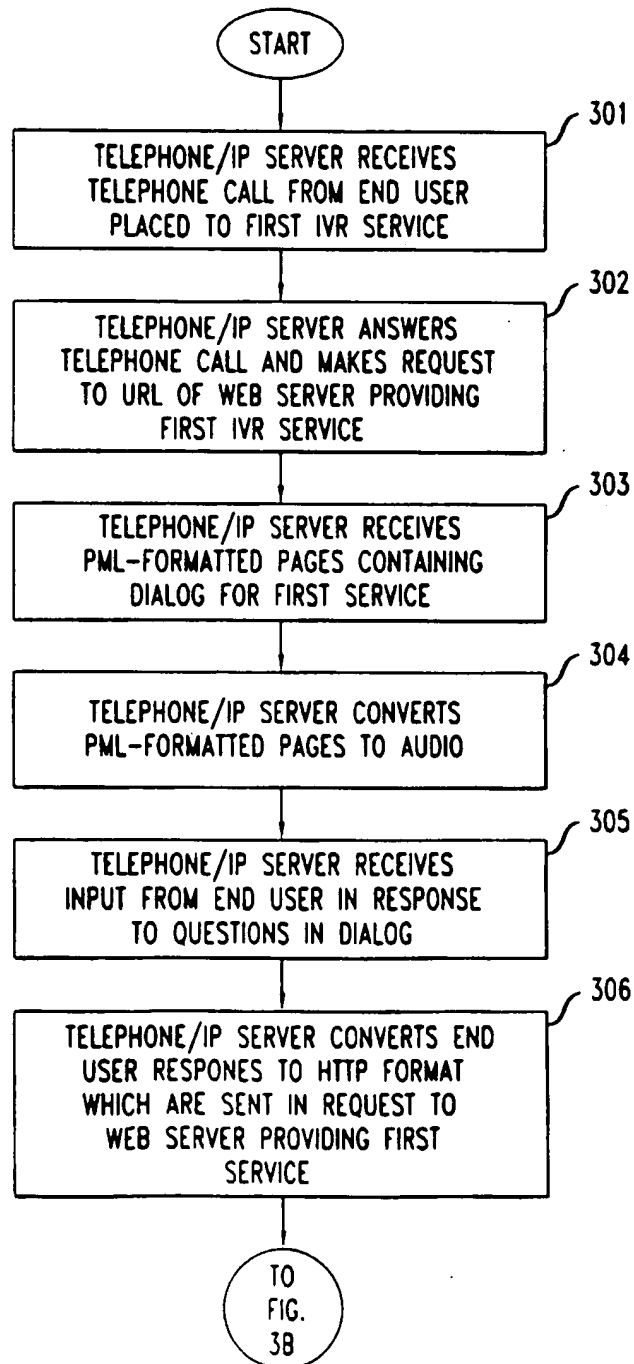 START
301
TELEPHONE/IP SERVER RECEIVES
TELEPHONE CALL FROM END USER
PLACED TO FIRST IVR SERVICE
302
TELEPHONE/IP SERVER ANSWERS
TELEPHONE CALL AND MAKES REQUEST
TO URL OF WEB SERVER PROVIDING
FIRST IVR SERVICE
303
TELEPHONE/IP SERVER RECEIVES
PML-FORMATTED PAGES CONTAINING
DIALOG FOR FIRST SERVICE
304
TELEPHONE/IP SERVER CONVERTS
PML-FORMATTED PAGES TO AUDIO
305
TELEPHONE/IP SERVER RECEIVES
INPUT FROM END USER IN RESPONSE
TO QUESTIONS IN DIALOG
306
TELEPHONE/IP SERVER CONVERTS END
USER RESPONES TO HTTP FORMAT
WHICH ARE SENT IN REQUEST TO
WEB SERVER PROVIDING FIRST
SERVICE
TO
FIG.
3B